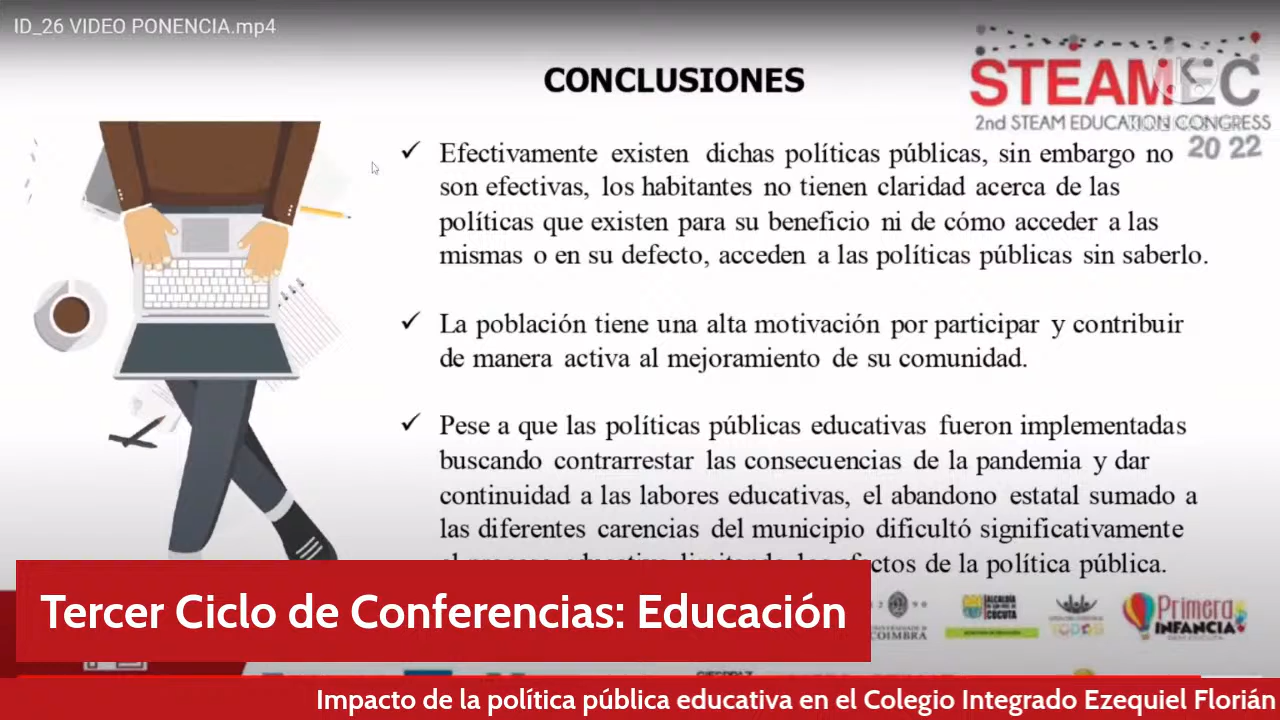 ID_26 VIDEO PONENCIA.mp4
CONCLUSIONES
STEAMEC
2nd STEAM EDUCATION CONGRESS
2022
✓ Efectivamente existen dichas políticas públicas, sin embargo no
son efectivas, los habitantes no tienen claridad acerca de las
políticas que existen para su beneficio ni de cómo acceder a las
mismas o en su defecto, acceden a las políticas públicas sin saberlo.
✓ La población tiene una alta motivación por participar y contribuir
de manera activa al mejoramiento de su comunidad.
✓ Pese a que las políticas públicas educativas fueron implementadas
buscando contrarrestar las consecuencias de la pandemia y dar
continuidad a las labores educativas, el abandono estatal sumado a
las diferentes carencias del municipio dificultó significativamente
de la política pública.
Tercer Ciclo de Conferencias: Educación
1290
COIMBRA
ALCALDÍA
CÚCUTA
TODOS
Primera
INFANCIA
Impacto de la política pública educativa en el Colegio Integrado Ezequiel Florián